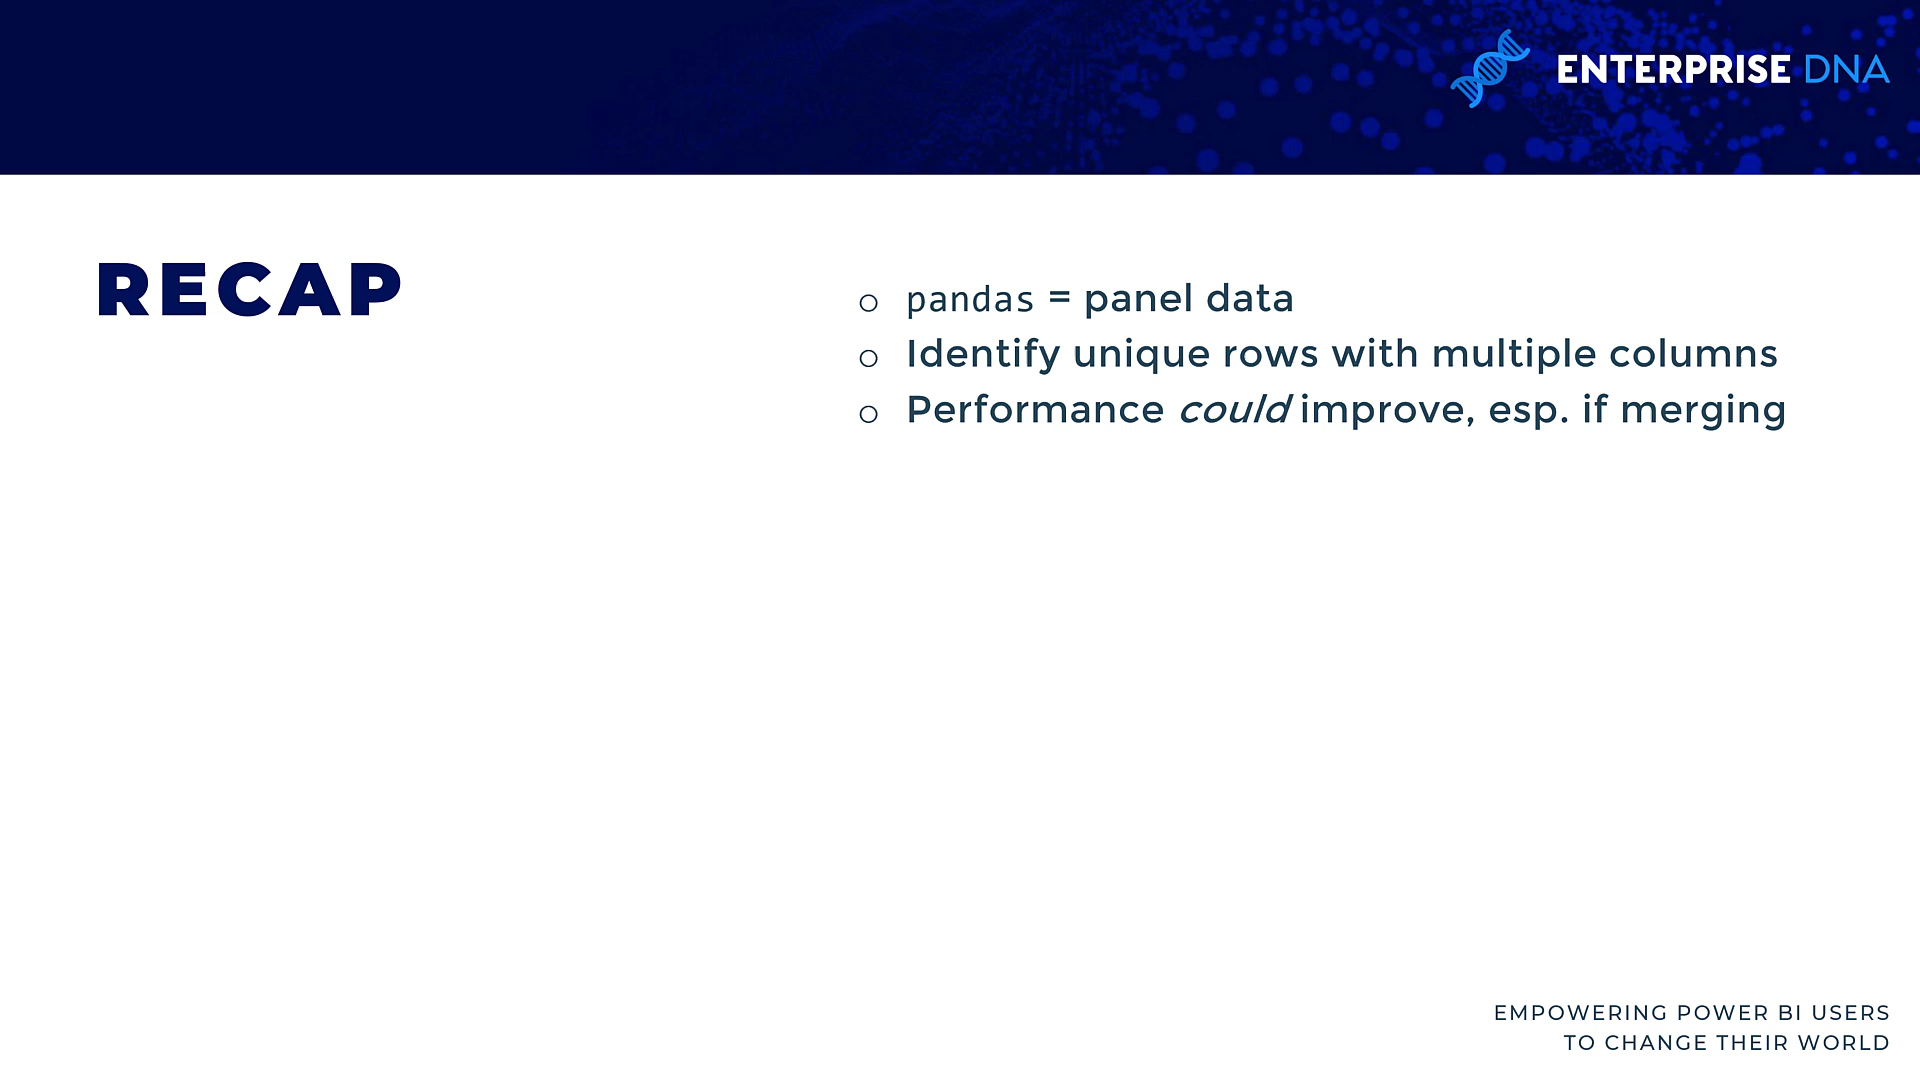 ENTERPRISE DNA
RECAP
○ pandas = panel data
○ Identify unique rows with multiple columns
○ Performance could improve, esp. if merging
EMPOWERING POWER BI USERS
TO CHANGE THEIR WORLD